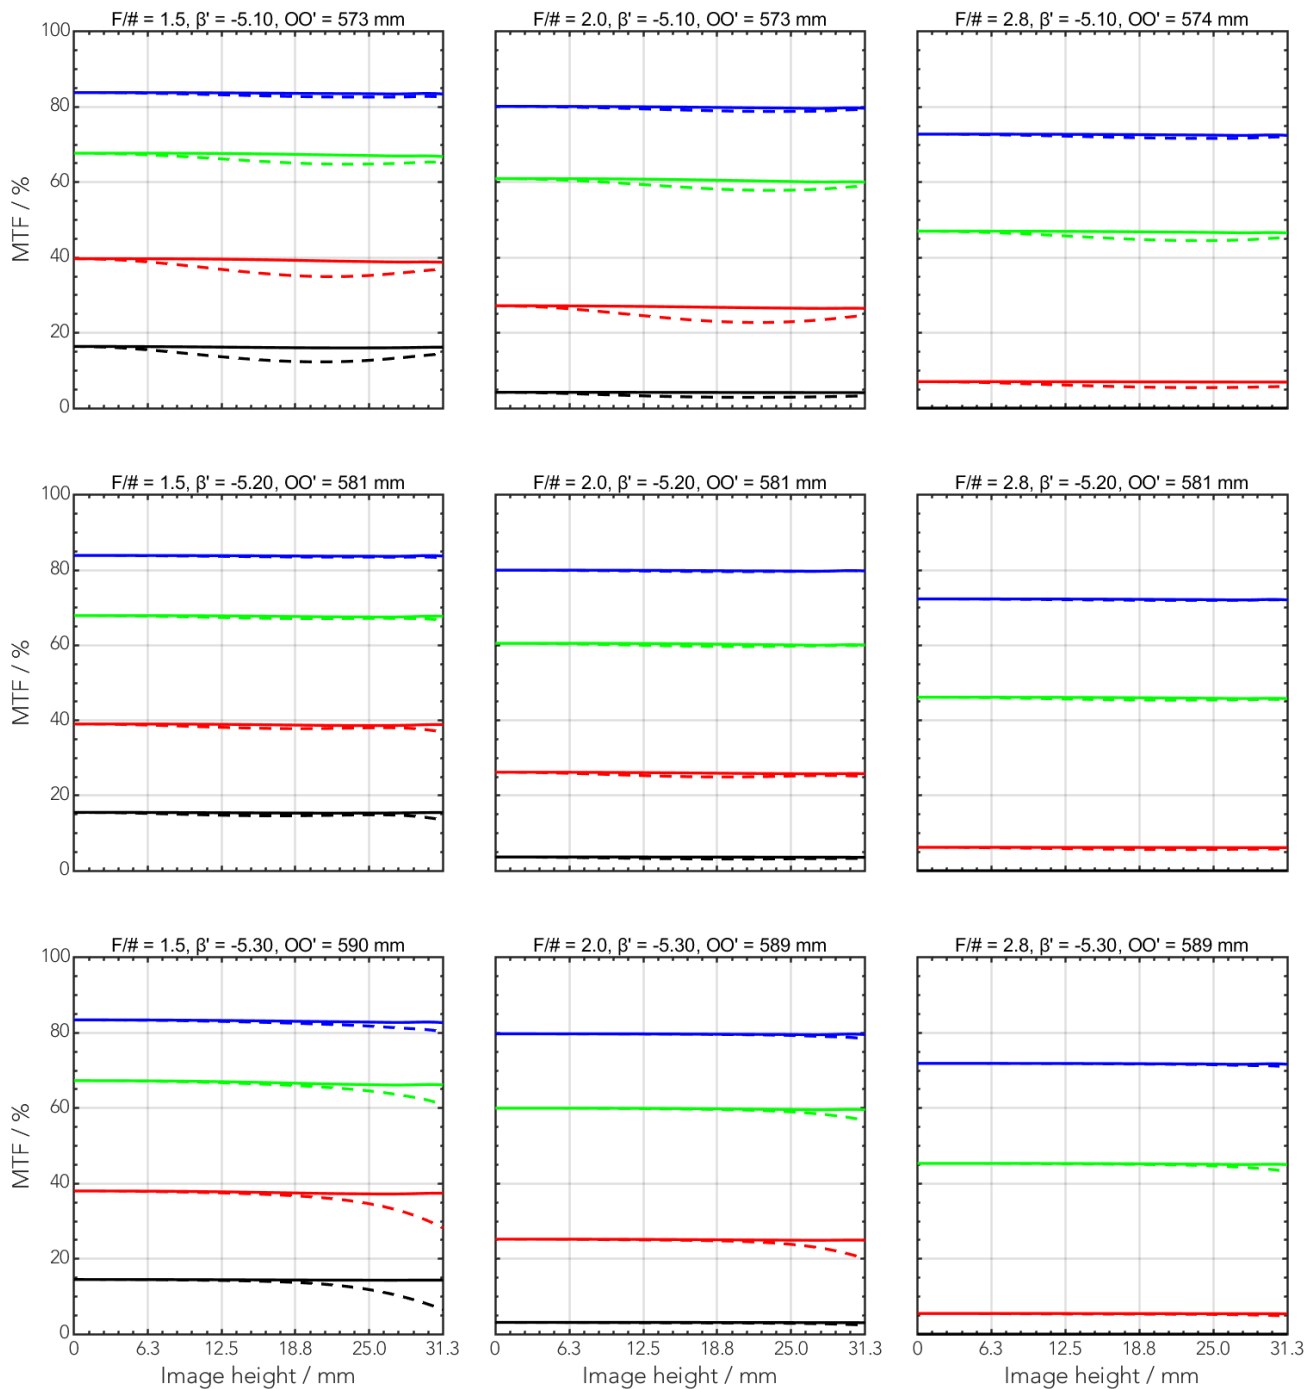 F/# = 1.5, β' = -5.10, OO' = 573 mm
F/# = 2.0, β' = -5.10, OO' = 573 mm
F/# = 2.8, β' = -5.10, OO' = 574 mm
100
80
60
40
20
0
MTF / %
F/# = 1.5, β' = -5.20, OO' = 581 mm
F/# = 2.0, β' = -5.20, OO' = 581 mm
F/# = 2.8, β' = -5.20, OO' = 581 mm
100
80
60
40
20
0
MTF / %
F/# = 1.5, β' = -5.30, OO' = 590 mm
F/# = 2.0, β' = -5.30, OO' = 589 mm
F/# = 2.8, β' = -5.30, OO' = 589 mm
100
80
60
40
20
0
MTF / %
0 6.3 12.5 18.8 25.0 31.3
0 6.3 12.5 18.8 25.0 31.3
0 6.3 12.5 18.8 25.0 31.3
Image height / mm
Image height / mm
Image height / mm